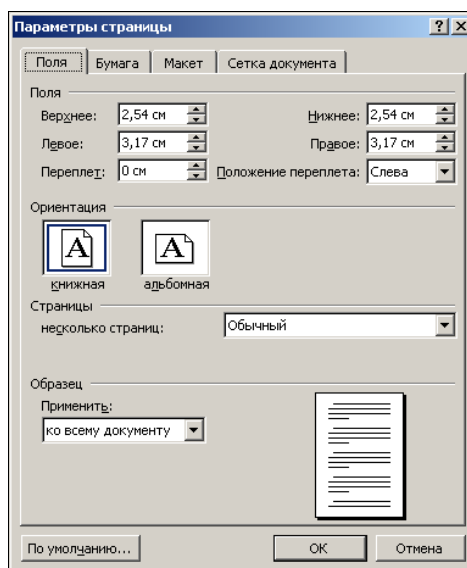 Параметры страницы
Поля Бумага Макет Сетка документа
Поля
Верхнее: 2,54 см Нижнее: 2,54 см
Левое: 3,17 см Правое: 3,17 см
Переплет: 0 см Положение переплета: Слева
Ориентация
А А
книжная альбомная
Страницы
несколько страниц: Обычный
Образец
Применить:
ко всему документу
По умолчанию... ОК Отмена